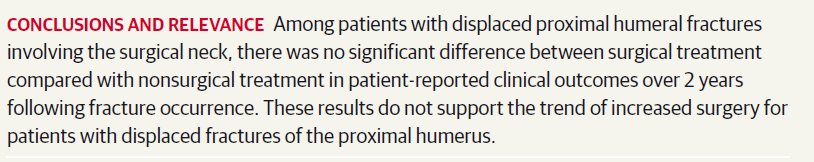 CONCLUSIONS AND RELEVANCE Among patients with displaced proximal humeral fractures
involving the surgical neck, there was no significant difference between surgical treatment
compared with nonsurgical treatment in patient-reported clinical outcomes over 2 years
following fracture occurrence. These results do not support the trend of increased surgery for
patients with displaced fractures of the proximal humerus.